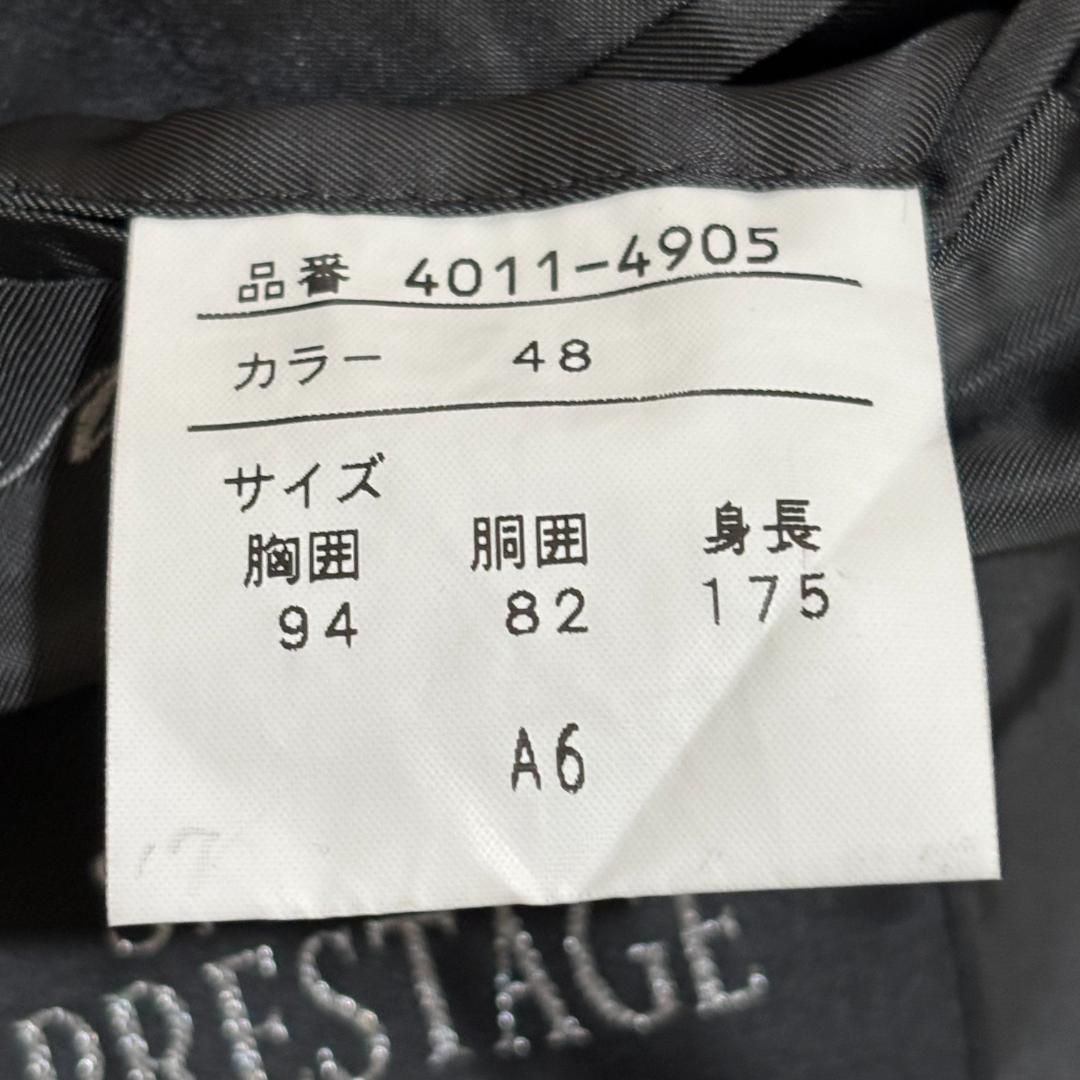 品番 4011-4905
カラー 48
サイズ
胸囲 胴囲 身長
94 82 175
A6
PRESTAGE